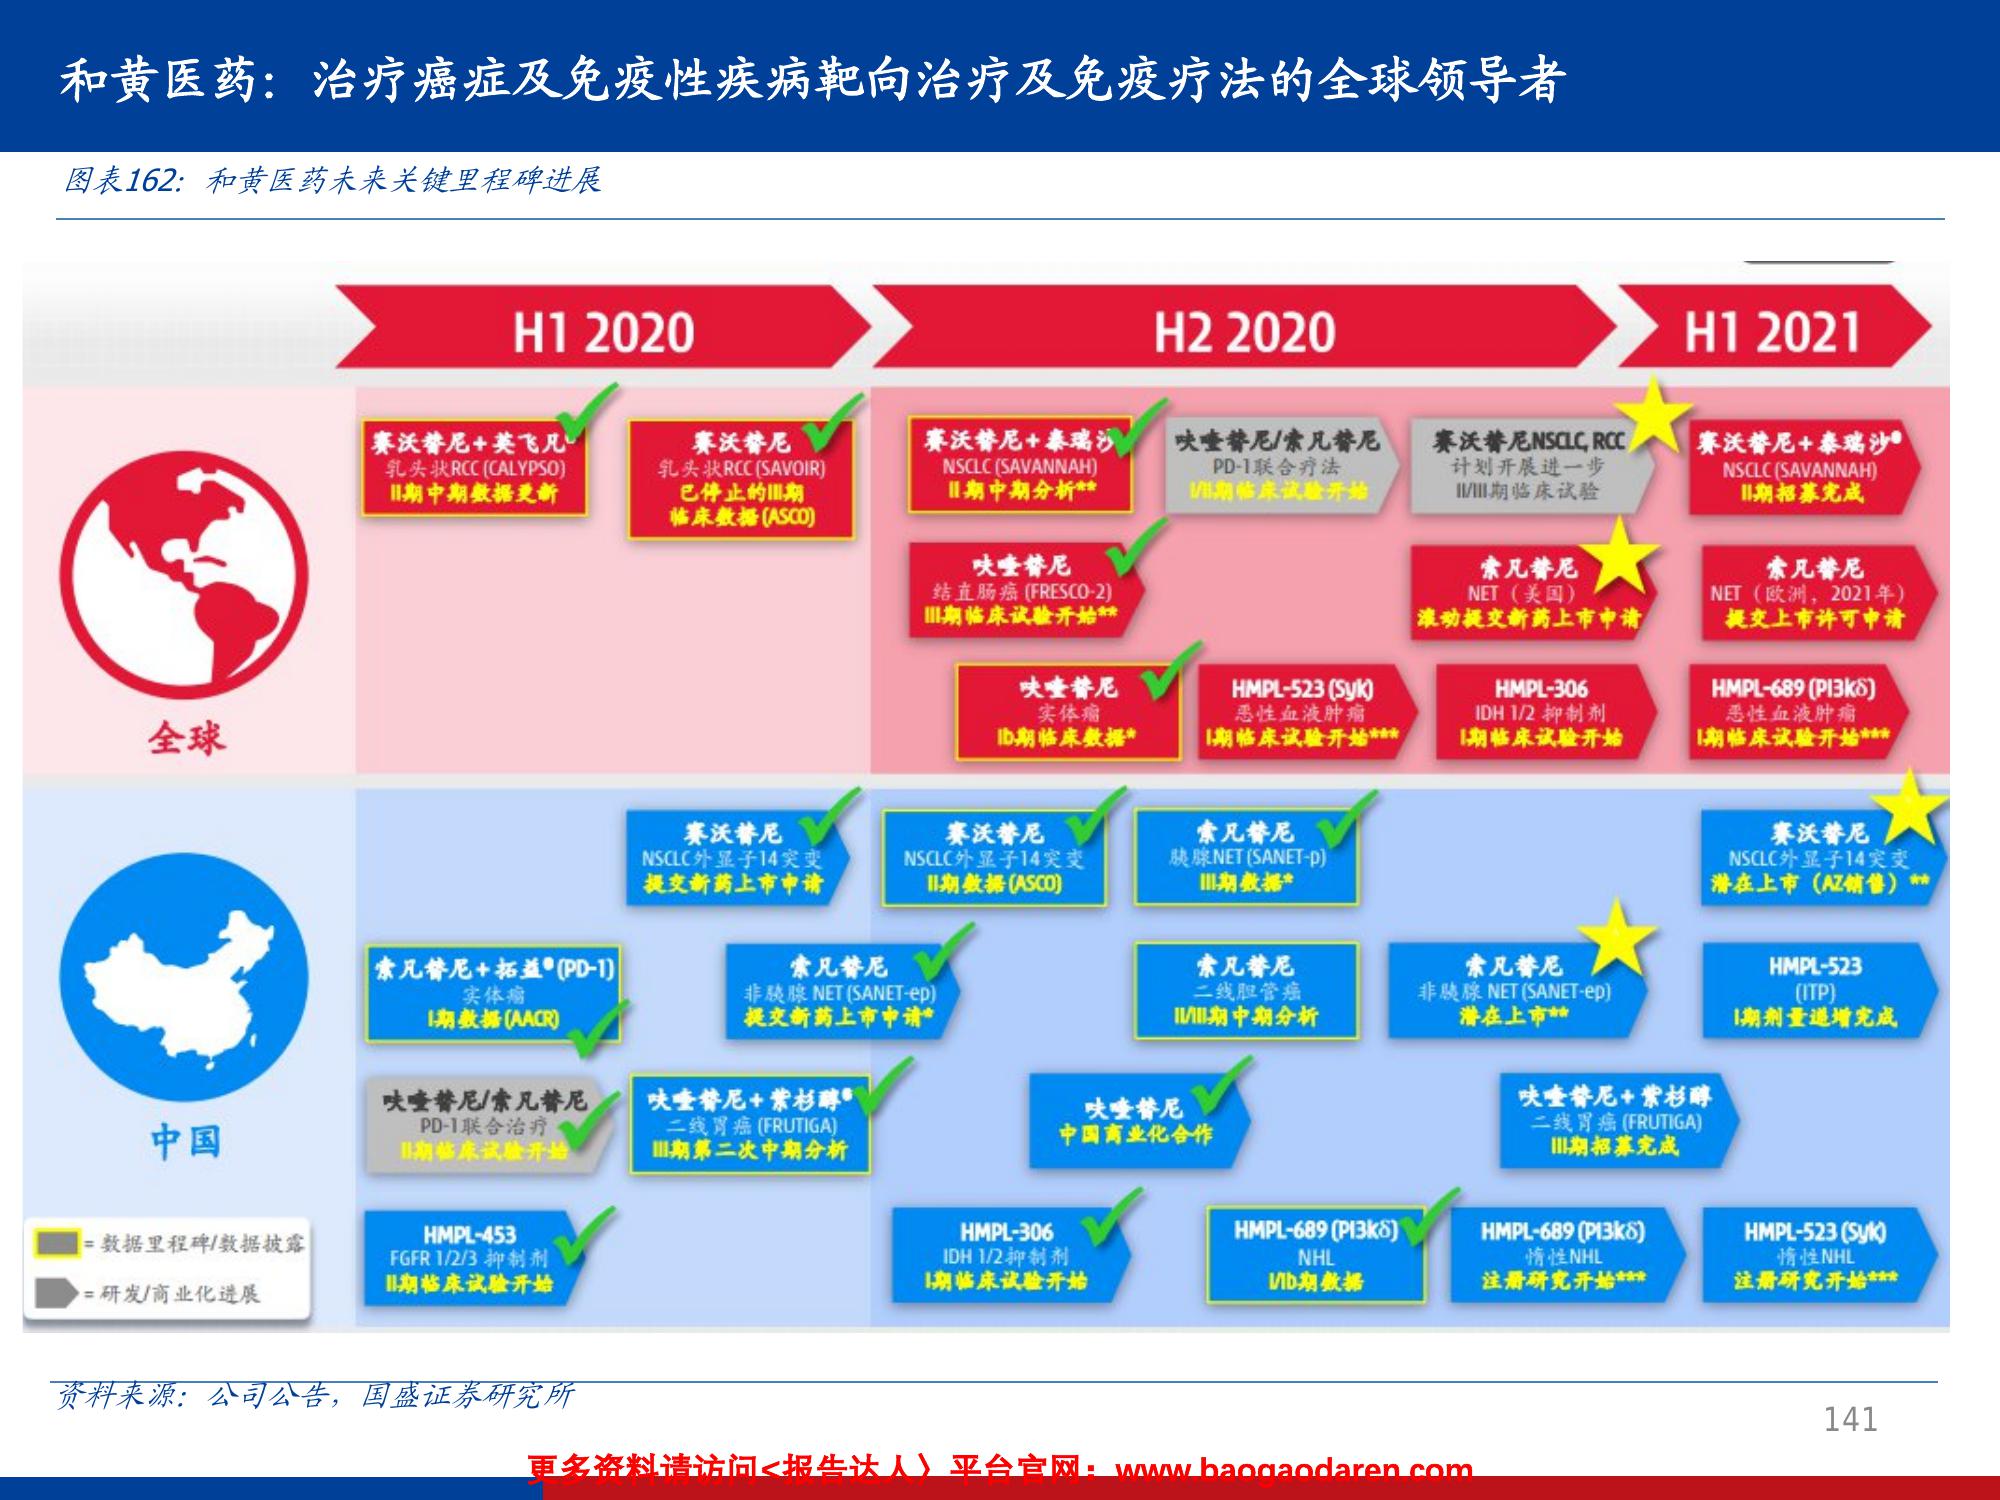 和黄医药：治疗癌症及免疫性疾病靶向治疗及免疫疗法的全球领导者
图表162：和黄医药未来关键里程碑进展
H1 2020
H2 2020
H1 2021
赛沃替尼+英飞凡®
乳头状RCC (CALYPSO)
II期中期数据更新
赛沃替尼
乳头状RCC (SAVOIR)
已停止的III期
临床数据 (ASCO)
赛沃替尼+泰瑞沙
NSCLC (SAVANNAH)
II期中期分析**
呋喹替尼/索凡替尼
PD-1联合疗法
I/II期临床试验开始
赛沃替尼NSCLC, RCC
计划开展进一步
II/III期临床试验
赛沃替尼+泰瑞沙®
NSCLC (SAVANNAH)
II期招募完成
呋喹替尼
结直肠癌 (FRESCO-2)
III期临床试验开始**
索凡替尼
NET（美国）
滚动提交新药上市申请
索凡替尼
NET（欧洲，2021年）
提交上市许可申请
呋喹替尼
实体瘤
Ib期临床数据*
HMPL-523 (Syk)
恶性血液肿瘤
I期临床试验开始***
HMPL-306
IDH 1/2 抑制剂
I期临床试验开始
HMPL-689 (PI3kδ)
恶性血液肿瘤
I期临床试验开始***
全球
赛沃替尼
NSCLC外显子14突变
提交新药上市申请
赛沃替尼
NSCLC外显子14突变
II期数据 (ASCO)
索凡替尼
胰腺NET (SANET-p)
III期数据*
赛沃替尼
NSCLC外显子14突变
潜在上市（AZ销售）**
索凡替尼+拓益®(PD-1)
实体瘤
I期数据 (AACR)
索凡替尼
非胰腺 NET (SANET-ep)
提交新药上市申请*
索凡替尼
二线胆管癌
II/III期中期分析
索凡替尼
非胰腺 NET (SANET-ep)
潜在上市**
HMPL-523
(ITP)
I期剂量递增完成
呋喹替尼/索凡替尼
PD-1联合治疗
II期临床试验开始
呋喹替尼+紫杉醇®
二线胃癌 (FRUTIGA)
III期第二次中期分析
呋喹替尼
中国商业化合作
呋喹替尼+紫杉醇
二线胃癌 (FRUTIGA)
III期招募完成
中国
HMPL-453
FGFR 1/2/3 抑制剂
II期临床试验开始
HMPL-306
IDH 1/2抑制剂
I期临床试验开始
HMPL-689 (PI3kδ)
NHL
I/Ib期数据
HMPL-689 (PI3kδ)
惰性NHL
注册研究开始***
HMPL-523 (Syk)
惰性NHL
注册研究开始***
= 数据里程碑/数据披露
= 研发/商业化进展
资料来源：公司公告，国盛证券研究所
141
更多资料请访问<报告达人〉平台官网：www.baogaodaren.com